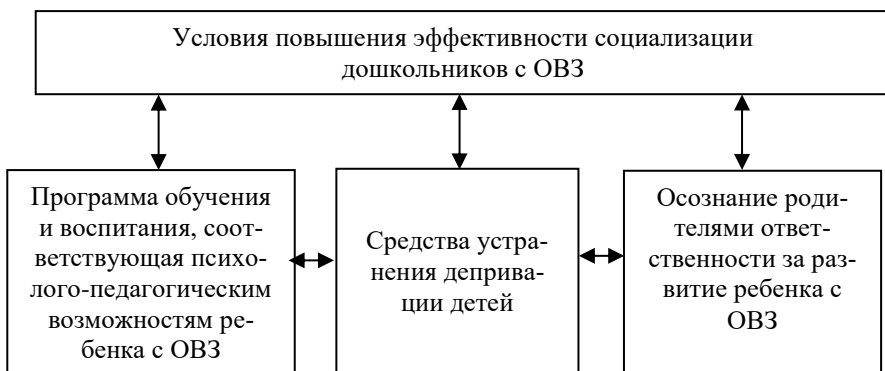 Условия повышения эффективности социализации
дошкольников с ОВЗ
Программа обучения
и воспитания, соот-
ветствующая психо-
лого-педагогическим
возможностям ре-
бенка с ОВЗ
Средства устра-
нения деприва-
ции детей
Осознание роди-
телями ответ-
ственности за раз-
витие ребенка с
ОВЗ